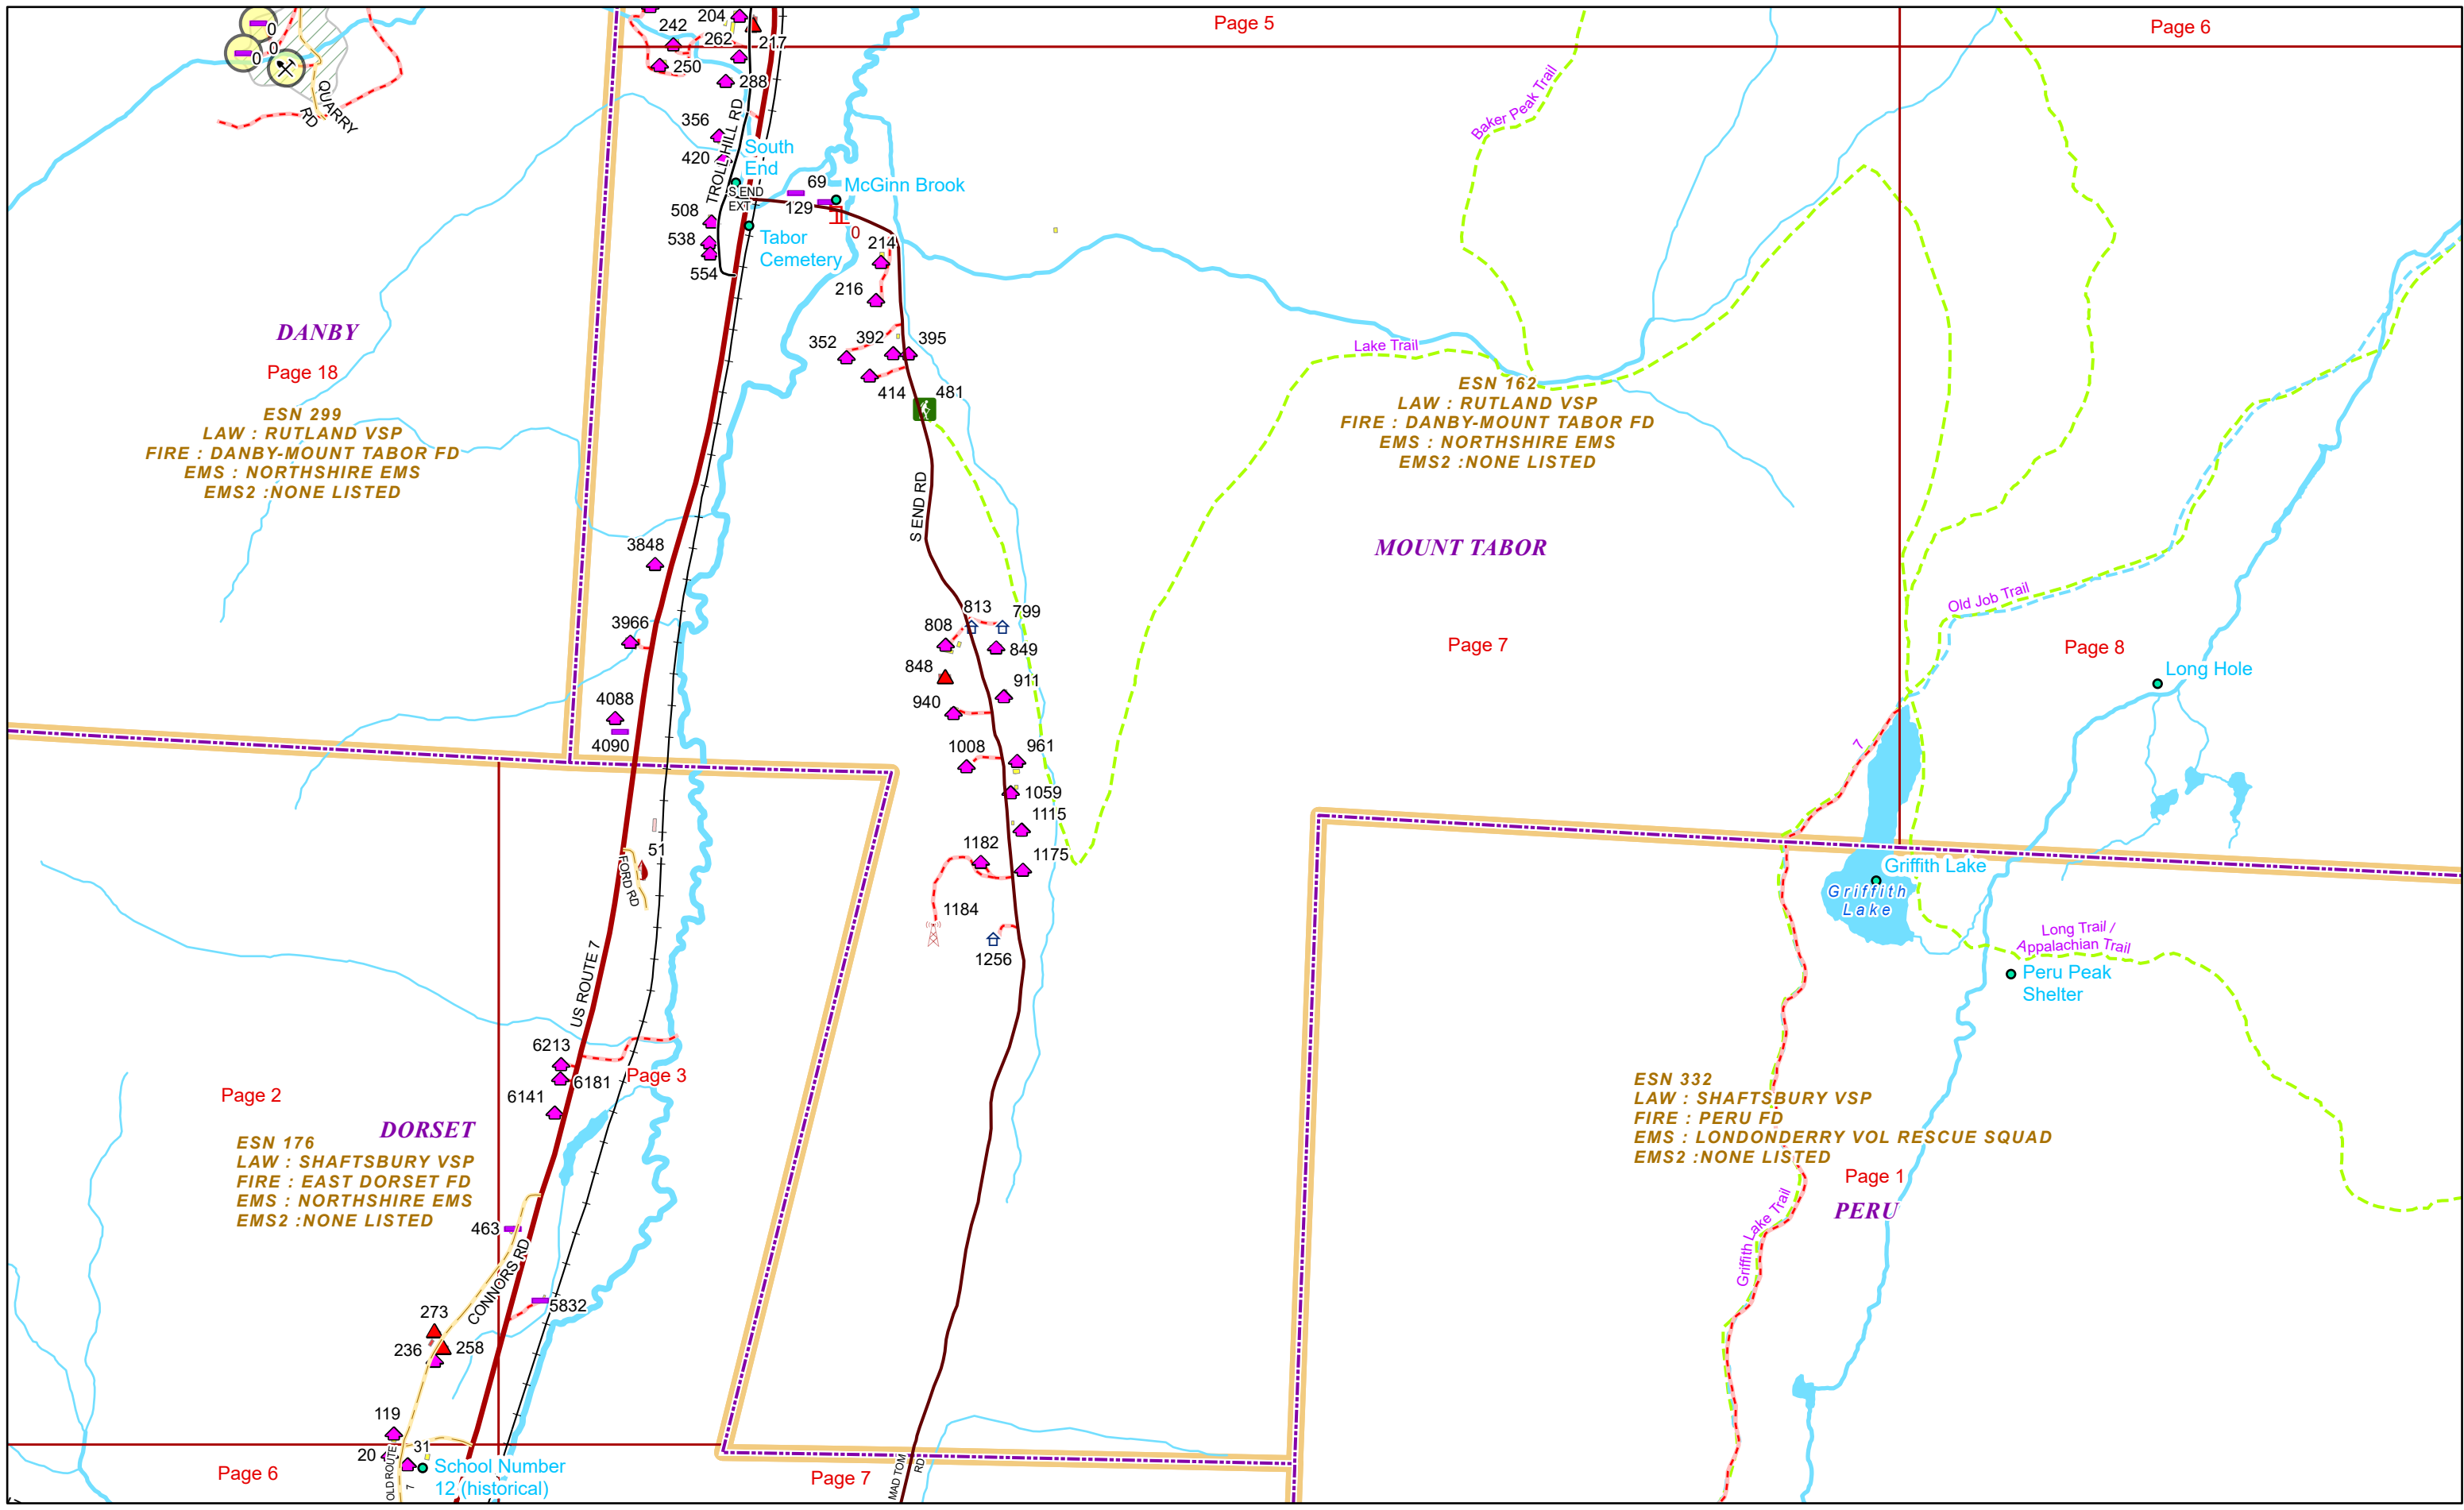 Page 5
Page 6
204
242
262
217
0
0
0
250
288
QUARRY
RD
356
TROLL HILL RD
420
South
End
Baker Peak Trail
69
McGinn Brook
S END
EXT
129
508
0
538
Tabor
Cemetery
214
554
216
DANBY
352
392
395
Lake Trail
Page 18
414
481
ESN 299
LAW : RUTLAND VSP
FIRE : DANBY-MOUNT TABOR FD
EMS : NORTHSHIRE EMS
EMS2 :NONE LISTED
ESN 162
LAW : RUTLAND VSP
FIRE : DANBY-MOUNT TABOR FD
EMS : NORTHSHIRE EMS
EMS2 :NONE LISTED
S END RD
3848
MOUNT TABOR
Old Job Trail
813
799
808
3966
849
Page 7
Page 8
848
911
Long Hole
4088
940
4090
1008
961
7
1059
1115
51
1182
1175
FORD RD
Griffith Lake
Griffith
Lake
1184
Long Trail /
Appalachian Trail
1256
Peru Peak
Shelter
US ROUTE 7
6213
6181
Page 3
6141
Page 2
DORSET
ESN 176
LAW : SHAFTSBURY VSP
FIRE : EAST DORSET FD
EMS : NORTHSHIRE EMS
EMS2 :NONE LISTED
ESN 332
LAW : SHAFTSBURY VSP
FIRE : PERU FD
EMS : LONDONDERRY VOL RESCUE SQUAD
EMS2 :NONE LISTED
Page 1
PERU
Griffith Lake Trail
463
CONNORS RD
5832
273
236
258
119
20
31
OLD ROUTE
7
School Number
12 (historical)
Page 6
Page 7
MAD TOM
RD